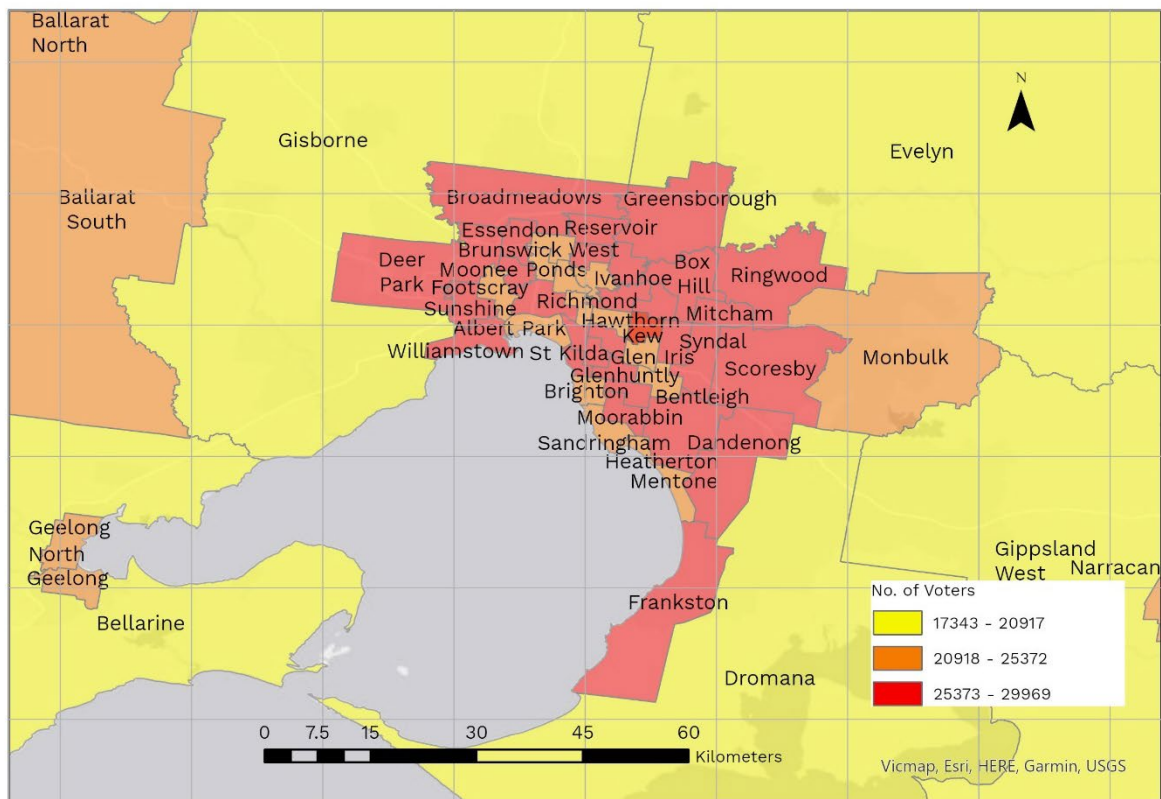 Ballarat
North
N
Gisborne
Evelyn
Ballarat
South
Broadmeadows
Greensborough
Essendon
Reservoir
Brunswick West
Deer
Park
Moonee Ponds
Ivanhoe
Box
Hill
Ringwood
Footscray
Richmond
Sunshine
Hawthorn
Mitcham
Albert Park
Kew
Syndal
Williamstown
St Kilda
Glen Iris
Scoresby
Monbulk
Glenhuntly
Brighton
Bentleigh
Moorabbin
Sandringham
Dandenong
Heatherton
Mentone
Geelong
North
Geelong
Gippsland
West
Narracan
Bellarine
Frankston
Dromana
No. of Voters
17343 - 20917
20918 - 25372
25373 - 29969
0 7.5 15 30 45 60
Kilometers
Vicmap, Esri, HERE, Garmin, USGS